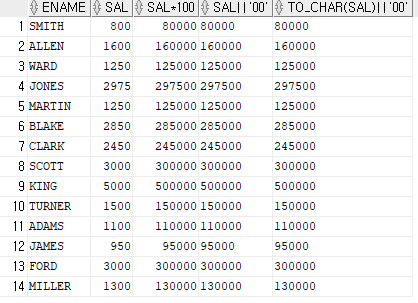 ENAME SAL SAL*100 SAL||'00' TO_CHAR(SAL)||'00'
1 SMITH 800 80000 80000 80000
2 ALLEN 1600 160000 160000 160000
3 WARD 1250 125000 125000 125000
4 JONES 2975 297500 297500 297500
5 MARTIN 1250 125000 125000 125000
6 BLAKE 2850 285000 285000 285000
7 CLARK 2450 245000 245000 245000
8 SCOTT 3000 300000 300000 300000
9 KING 5000 500000 500000 500000
10 TURNER 1500 150000 150000 150000
11 ADAMS 1100 110000 110000 110000
12 JAMES 950 95000 95000 95000
13 FORD 3000 300000 300000 300000
14 MILLER 1300 130000 130000 130000